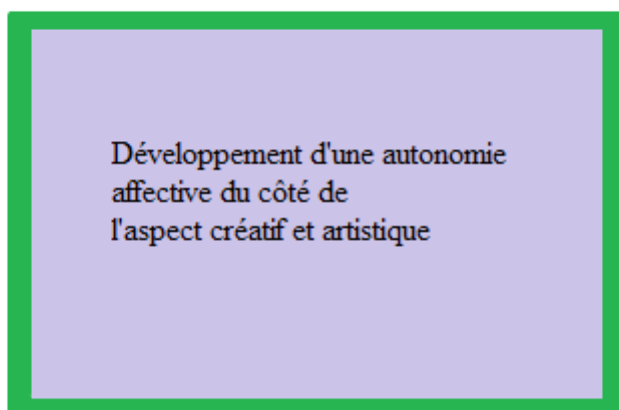 Développement d'une autonomie
affective du côté de
l'aspect créatif et artistique